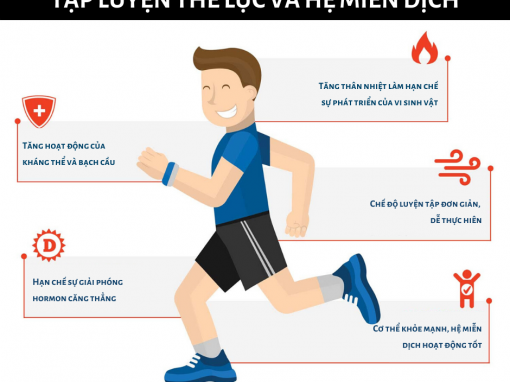 TẬP LUYỆN THỂ LỰC VÀ HỆ MIỄN DỊCH
TĂNG THÂN NHIỆT LÀM HẠN CHẾ
SỰ PHÁT TRIỂN CỦA VI SINH VẬT
TĂNG HOẠT ĐỘNG CỦA
KHÁNG THỂ VÀ BẠCH CẦU
CHẾ ĐỘ LUYỆN TẬP ĐƠN GIẢN,
DỄ THỰC HIỆN
D
HẠN CHẾ SỰ GIẢI PHÓNG
HORMON CĂNG THẲNG
CƠ THỂ KHỎE MẠNH, HỆ MIỄN
DỊCH HOẠT ĐỘNG TỐT